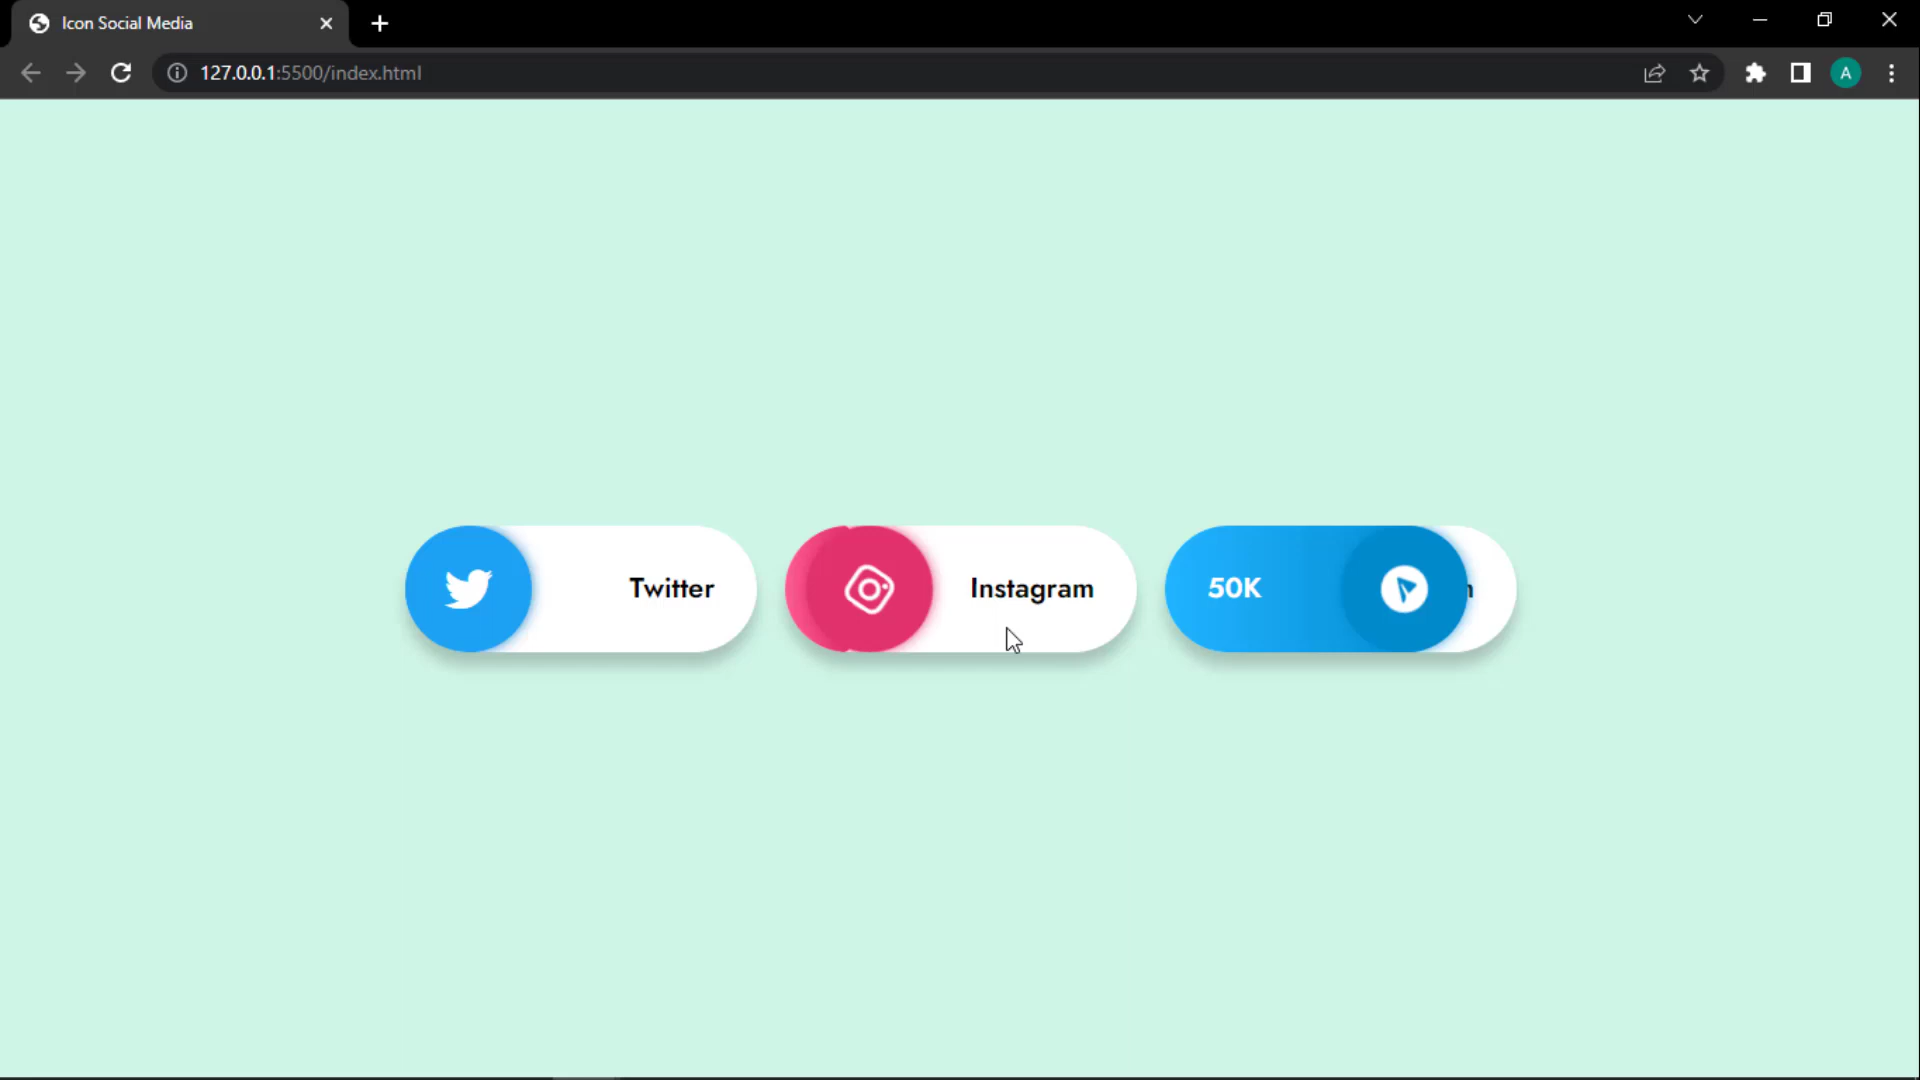 Icon Social Media
127.0.0.1:5500/index.html
A
Twitter
Instagram
50K